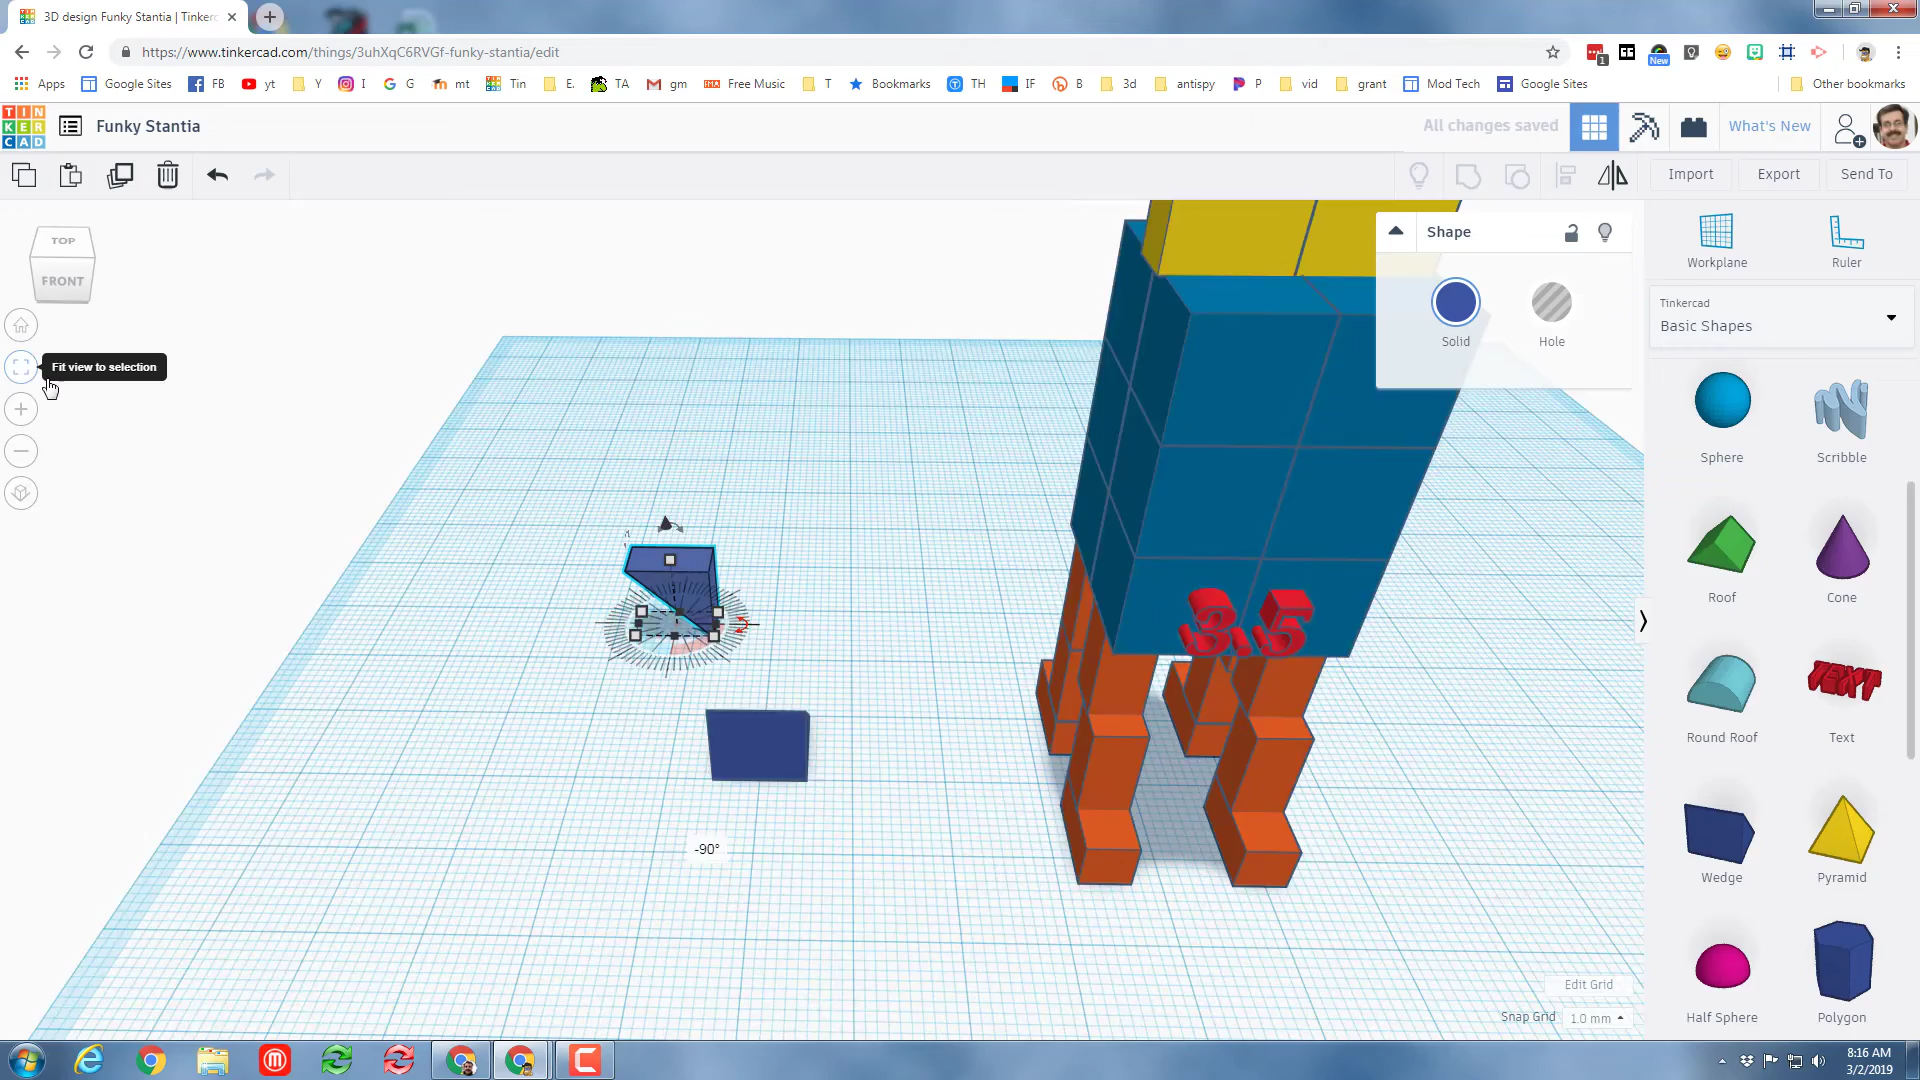 3D design Funky Stantia | Tinker
https://www.tinkercad.com/things/3uhXqC6RVGf-funky-stantia/edit
1
New
Apps Google Sites FB yt Y I G mt Tin E. TA gm Free Music T Bookmarks TH IF B 3d antispy P vid grant Mod Tech Google Sites Other bookmarks
TIN
KER
CAD
Funky Stantia
All changes saved
What's New
Import Export Send To
TOP
FRONT
Shape
Solid Hole
Workplane Ruler
Tinkercad
Basic Shapes
Fit view to selection
Sphere Scribble
Roof Cone
3.5
TEXT
Round Roof Text
-90°
Wedge Pyramid
Edit Grid
Snap Grid 1.0 mm
Half Sphere Polygon
8:16 AM
3/2/2019